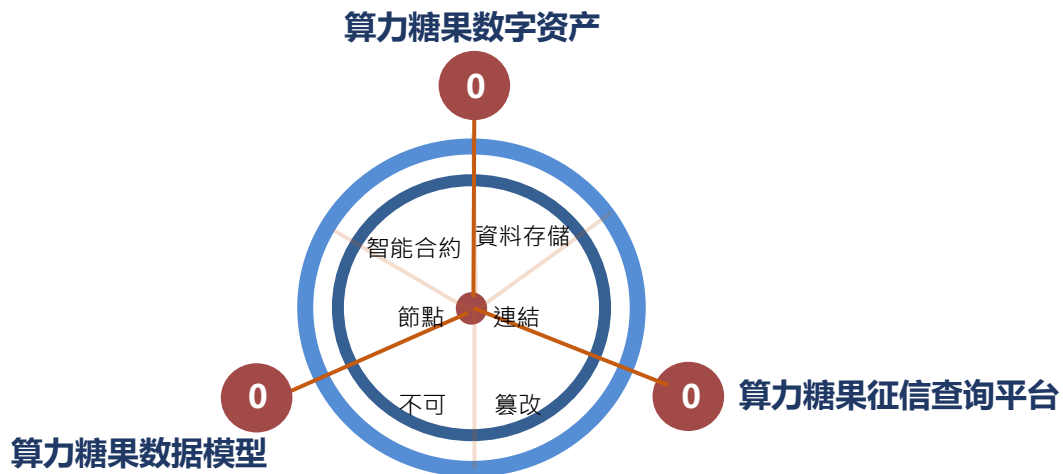 算力糖果数字资产
0
智能合約 資料存儲
節點 連結
不可 篡改
0
0
算力糖果征信查询平台
算力糖果数据模型